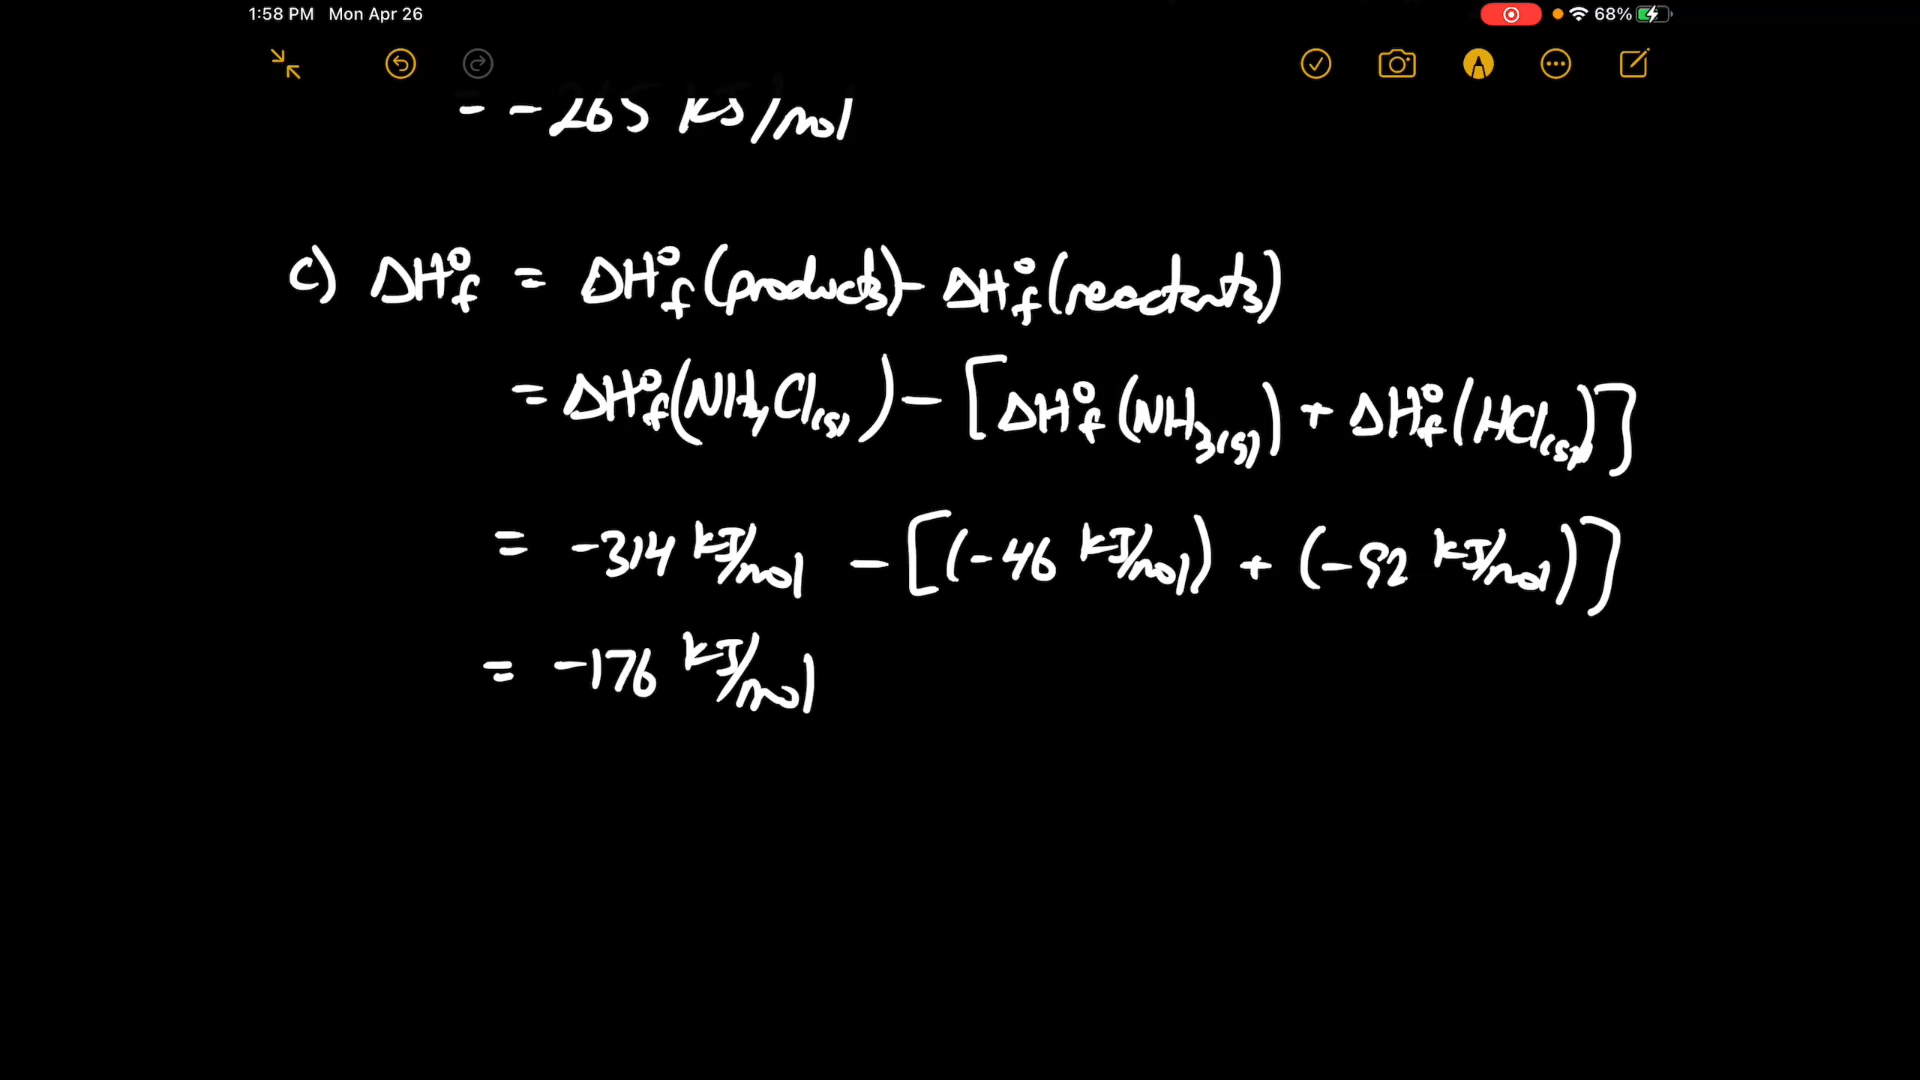 1:58 PM Mon Apr 26 68%
- -265 kJ/mol
c) ΔH°f = ΔH°f (products) - ΔH°f (reactants)
= ΔH°f (NH4Cl(s)) - [ΔH°f (NH3(g)) + ΔH°f (HCl(g))]
= -314 kJ/mol - [(-46 kJ/mol) + (-92 kJ/mol)]
= -176 kJ/mol